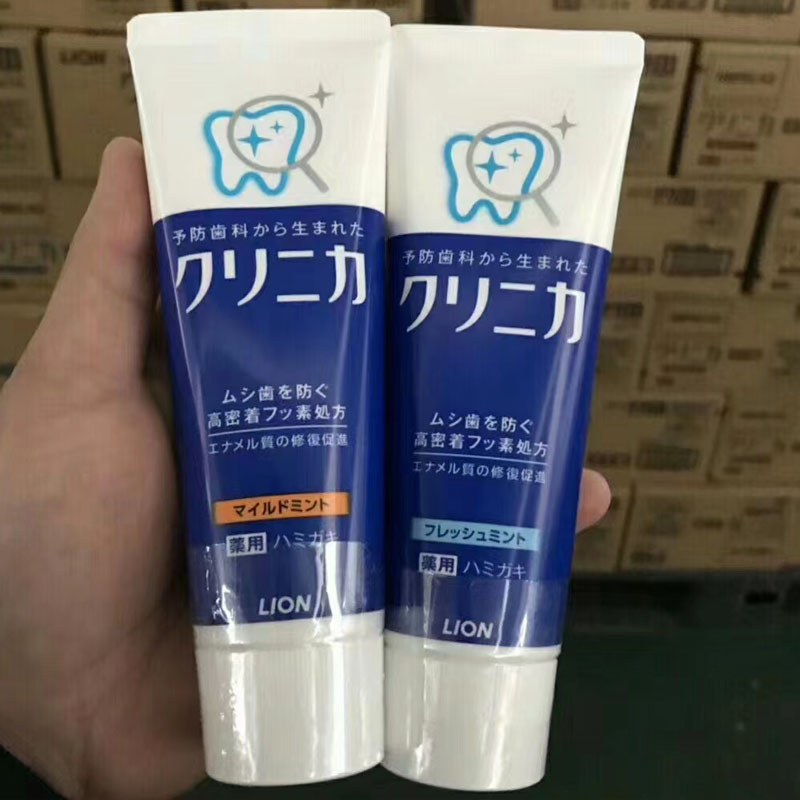 予防歯科から生まれた
クリニカ
ムシ歯を防ぐ
高密着フッ素処方
エナメル質の修復促進
マイルドミント
薬用 ハミガキ
LION
予防歯科から生まれた
クリニカ
ムシ歯を防ぐ
高密着フッ素処方
エナメル質の修復促進
フレッシュミント
薬用 ハミガキ
LION
LION
クリニカ